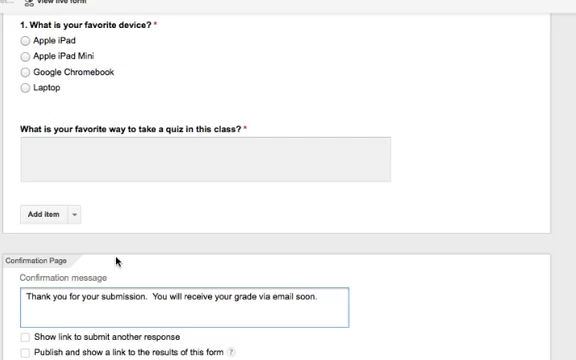 View live form
1. What is your favorite device? *
Apple iPad
Apple iPad Mini
Google Chromebook
Laptop
What is your favorite way to take a quiz in this class? *
Add item
Confirmation Page
Confirmation message
Thank you for your submission.  You will receive your grade via email soon.
Show link to submit another response
Publish and show a link to the results of this form ?